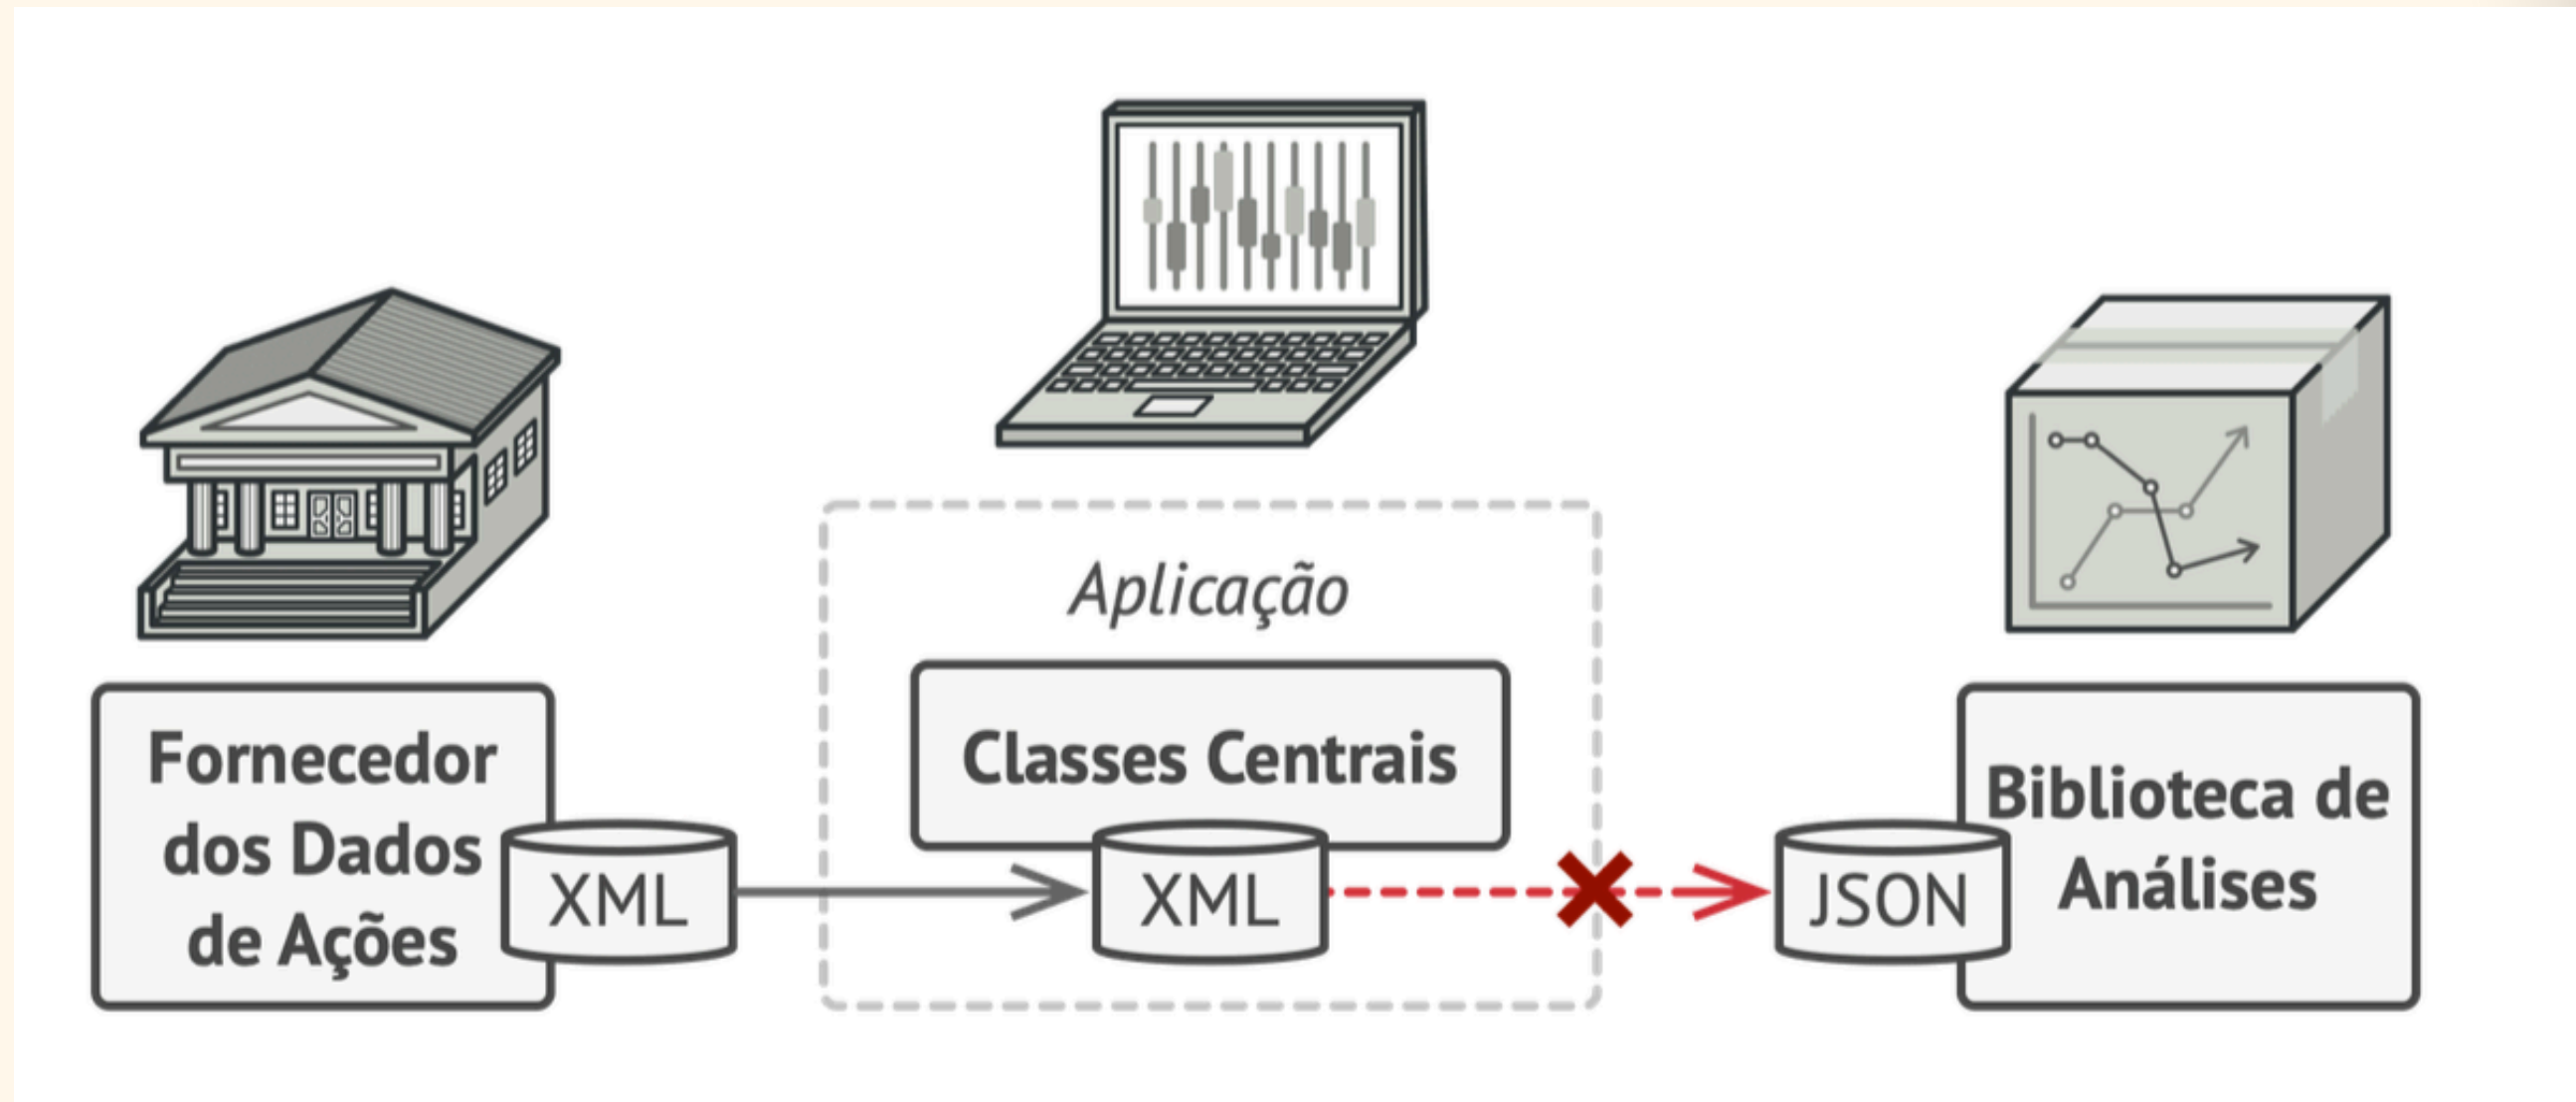 Aplicação
Fornecedor
dos Dados
de Ações
XML
Classes Centrais
XML
JSON
Biblioteca de
Análises